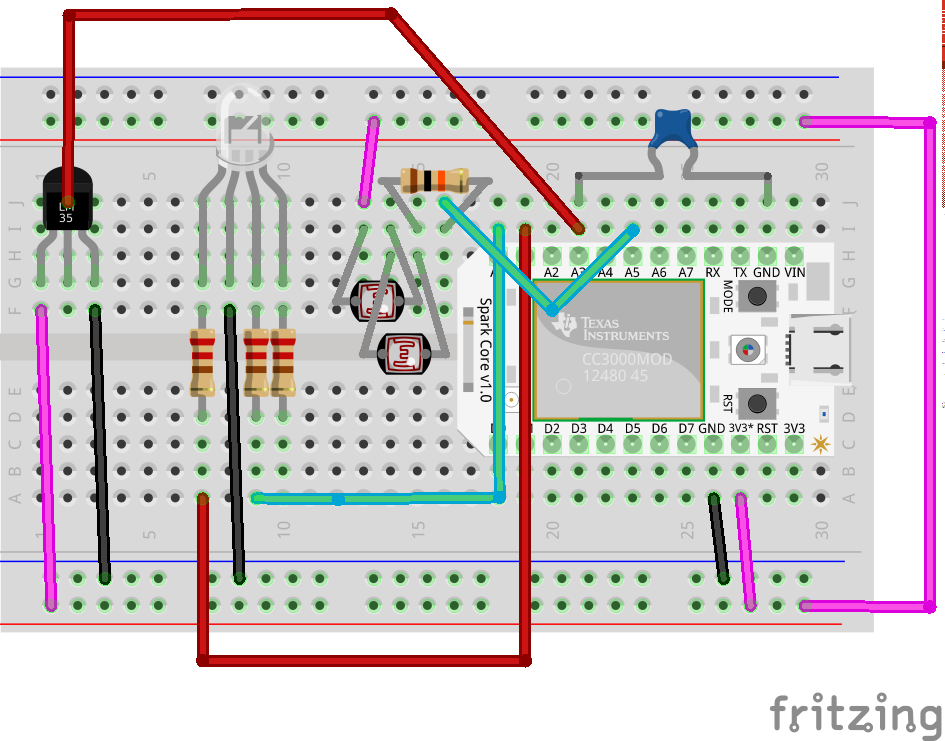 1 5 10 15 20 25 30
J
I
H
G
F
E
D
C
B
A
J
I
H
G
F
E
D
C
B
A
LM
35
A2 A3 A4 A5 A6 A7 RX TX GND VIN
MODE
Spark Core v1.0
TEXAS
INSTRUMENTS
CC3000MOD
12480 45
RST
D2 D3 D4 D5 D6 D7 GND 3V3* RST 3V3
1 5 10 15 20 25 30
fritzing